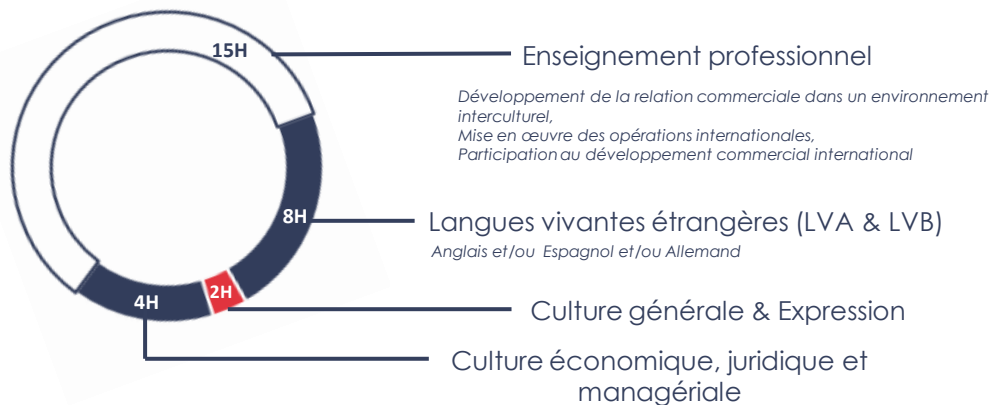 15H
Enseignement professionnel
Développement de la relation commerciale dans un environnement
interculturel,
Mise en œuvre des opérations internationales,
Participation au développement commercial international
8H
Langues vivantes étrangères (LVA & LVB)
Anglais et/ou Espagnol et/ou Allemand
2H
Culture générale & Expression
4H
Culture économique, juridique et
managériale